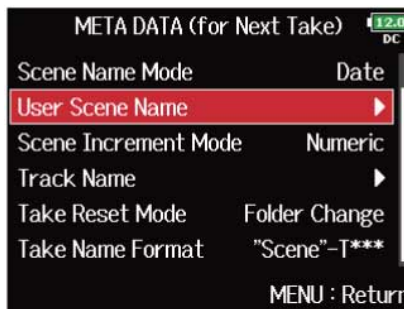 META DATA (for Next Take) 12.0
DC
Scene Name Mode Date
User Scene Name
Scene Increment Mode Numeric
Track Name
Take Reset Mode Folder Change
Take Name Format "Scene"-T***
MENU : Return